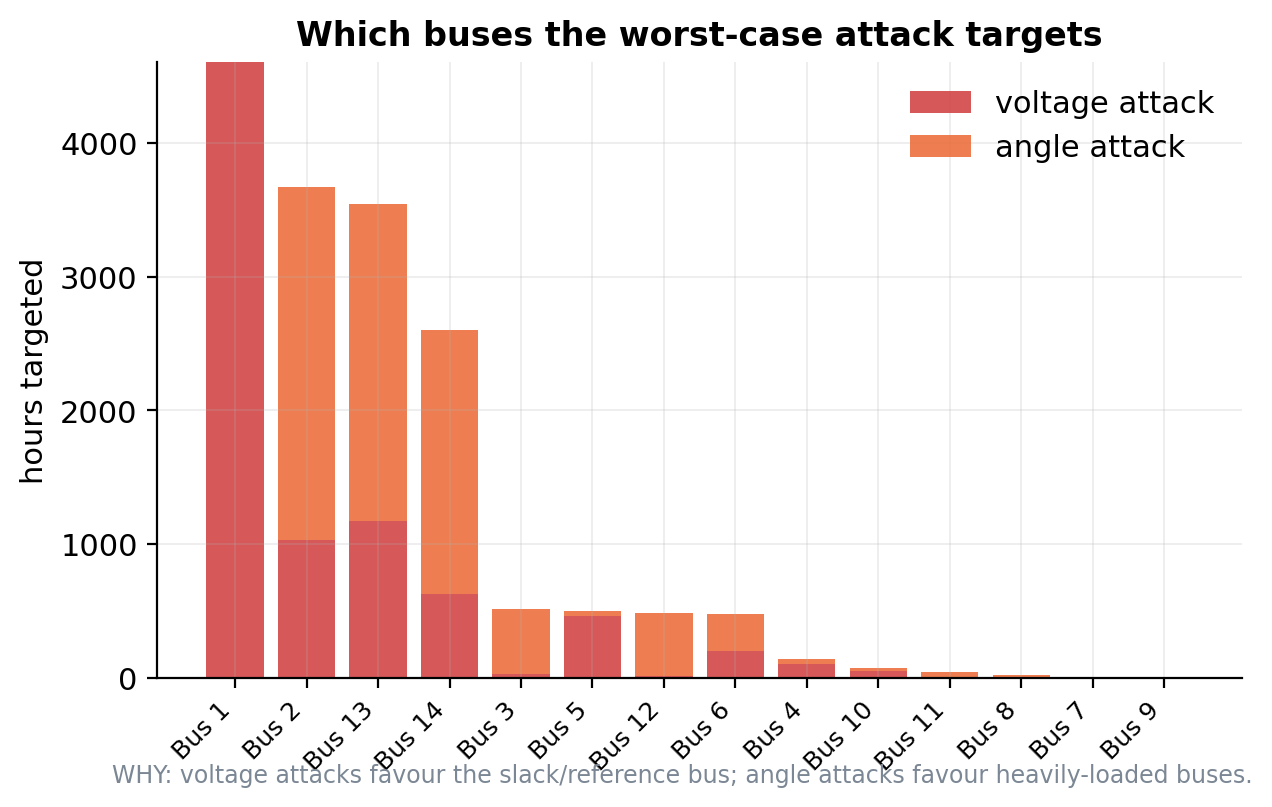 Which buses the worst-case attack targets
voltage attack
angle attack
hours targeted
4000
3000
2000
1000
0
Bus 1
Bus 2
Bus 13
Bus 14
Bus 3
Bus 5
Bus 12
Bus 6
Bus 4
Bus 10
Bus 11
Bus 8
Bus 7
Bus 9
WHY: voltage attacks favour the slack/reference bus; angle attacks favour heavily-loaded buses.